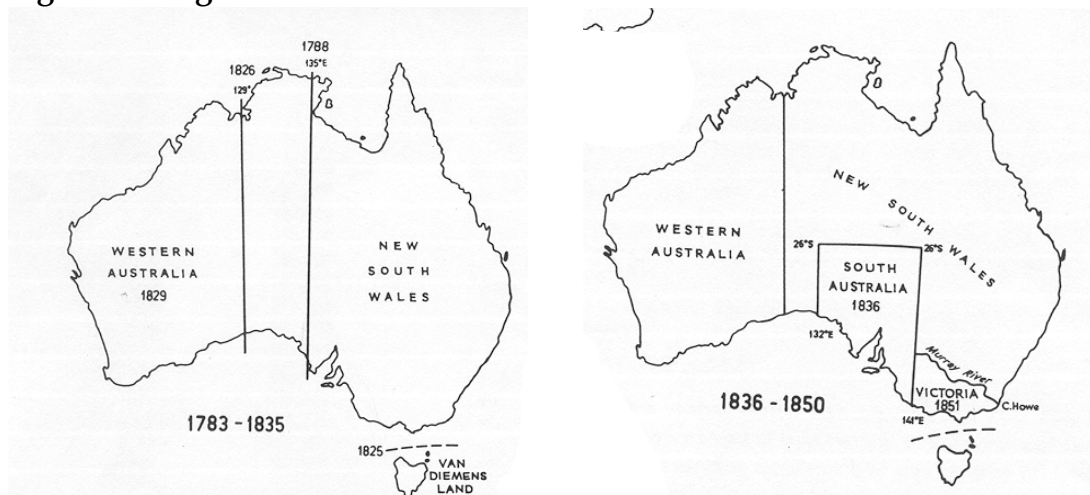 1788
135°E
1826
129°
WESTERN
AUSTRALIA
1829
NEW
SOUTH
WALES
1783 - 1835
1825
VAN
DIEMENS
LAND
NEW SOUTH WALES
WESTERN
AUSTRALIA
26°S
26°S
SOUTH
AUSTRALIA
1836
132°E
Murray River
VICTORIA
1851
C.Howe
141°E
1836 - 1850